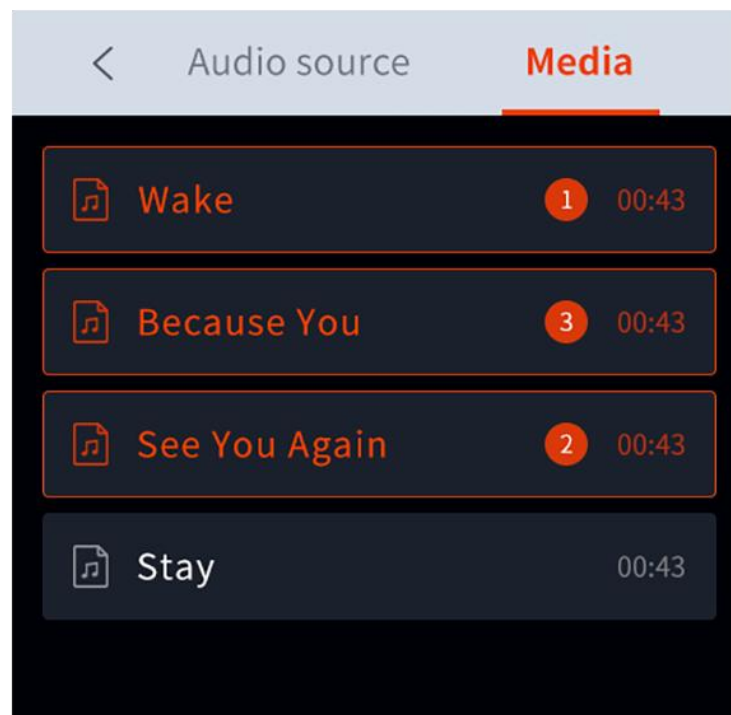 Audio source Media
Wake 1 00:43
Because You 3 00:43
See You Again 2 00:43
Stay 00:43